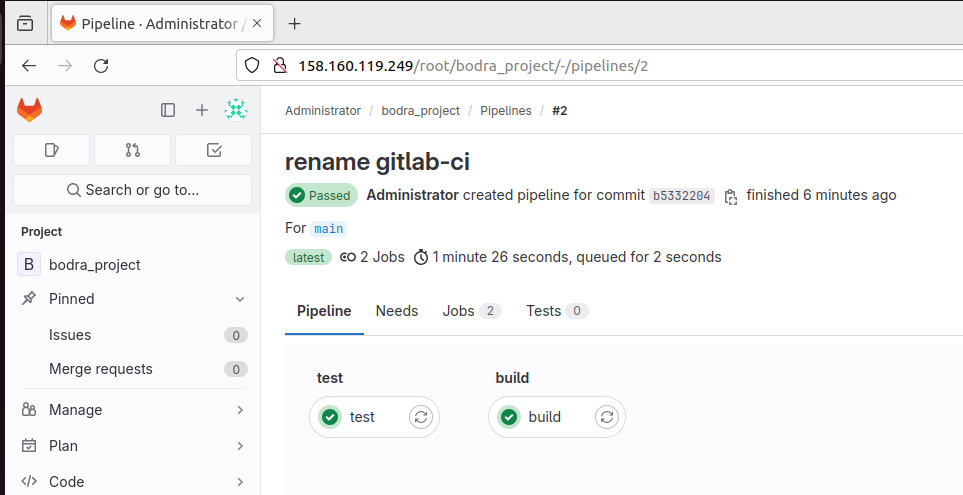 Pipeline · Administrator /
158.160.119.249/root/bodra_project/-/pipelines/2
Administrator / bodra_project / Pipelines / #2
Search or go to...
Project
B bodra_project
Pinned
Issues 0
Merge requests 0
Manage
Plan
Code
rename gitlab-ci
Passed Administrator created pipeline for commit b5332204 finished 6 minutes ago
For main
latest 2 Jobs 1 minute 26 seconds, queued for 2 seconds
Pipeline Needs Jobs 2 Tests 0
test build
test build